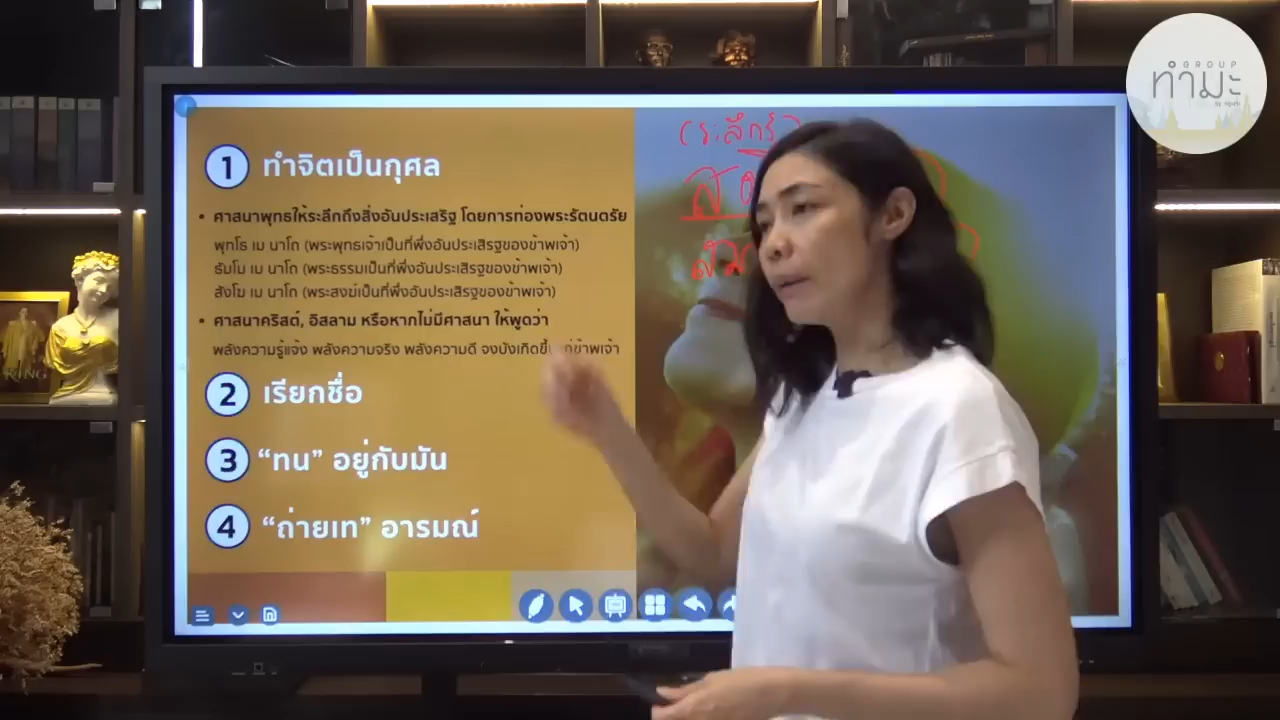 GROUP
ทำมะ
(ระลึกรู้)
1 ทำจิตเป็นกุศล
• ศาสนาพุทธให้ระลึกถึงสิ่งอันประเสริฐ โดยการท่องพระรัตนตรัย
พุทโธ เม นาโถ (พระพุทธเจ้าเป็นที่พึ่งอันประเสริฐของข้าพเจ้า)
ธัมโม เม นาโถ (พระธรรมเป็นที่พึ่งอันประเสริฐของข้าพเจ้า)
สังโฆ เม นาโถ (พระสงฆ์เป็นที่พึ่งอันประเสริฐของข้าพเจ้า)
• ศาสนาคริสต์, อิสลาม หรือหากไม่มีศาสนา ให้พูดว่า
พลังความรู้แจ้ง พลังความจริง พลังความดี จงบังเกิดขึ้นแก่ข้าพเจ้า
2 เรียกชื่อ
3 “ทน” อยู่กับมัน
4 “ถ่ายเท” อารมณ์
KING